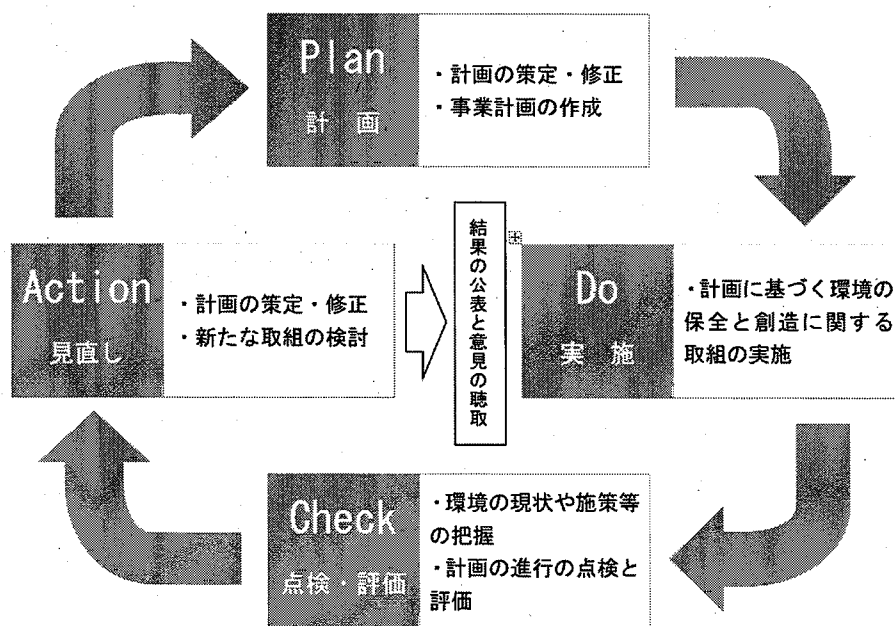 Plan
計 画
・計画の策定・修正
・事業計画の作成
Action
見直し
・計画の策定・修正
・新たな取組の検討
結果の公表と意見の聴取
Do
実 施
・計画に基づく環境の
保全と創造に関する
取組の実施
Check
点検・評価
・環境の現状や施策等
の把握
・計画の進行の点検と
評価